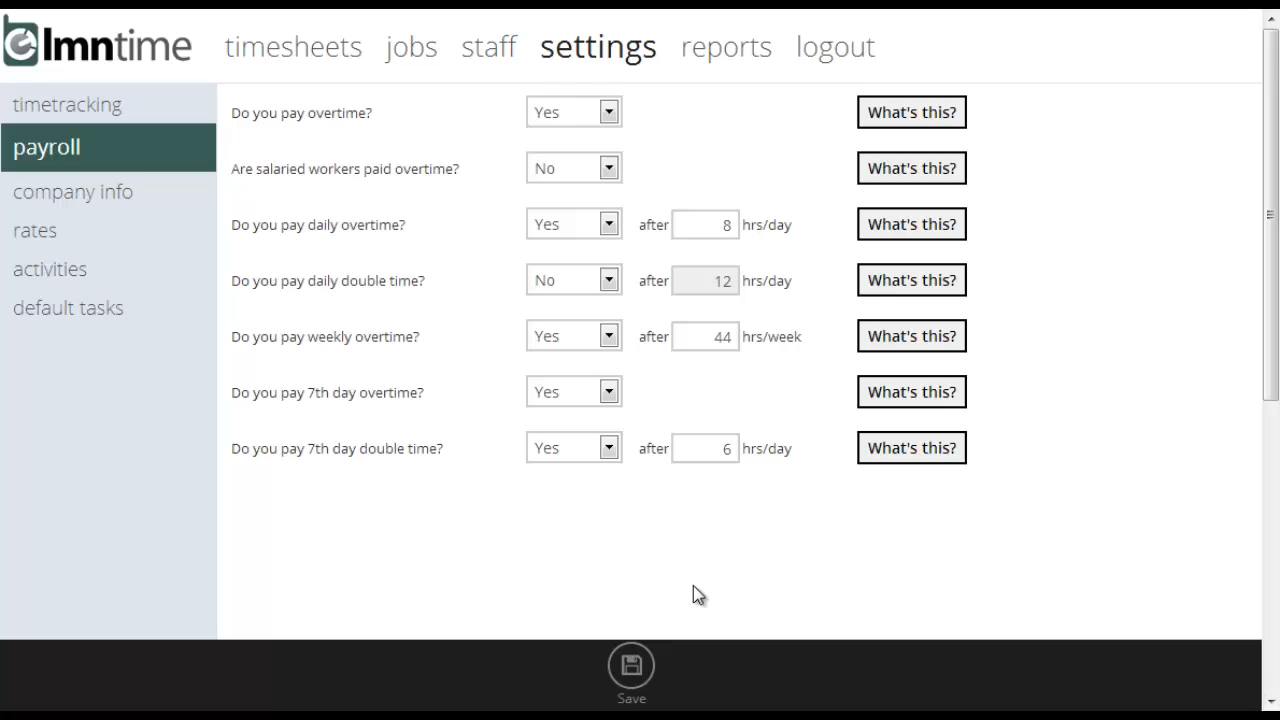 lmntime timesheets jobs staff settings reports logout
timetracking
payroll
company info
rates
activities
default tasks
Do you pay overtime? Yes What's this?
Are salaried workers paid overtime? No What's this?
Do you pay daily overtime? Yes after 8 hrs/day What's this?
Do you pay daily double time? No after 12 hrs/day What's this?
Do you pay weekly overtime? Yes after 44 hrs/week What's this?
Do you pay 7th day overtime? Yes What's this?
Do you pay 7th day double time? Yes after 6 hrs/day What's this?
Save